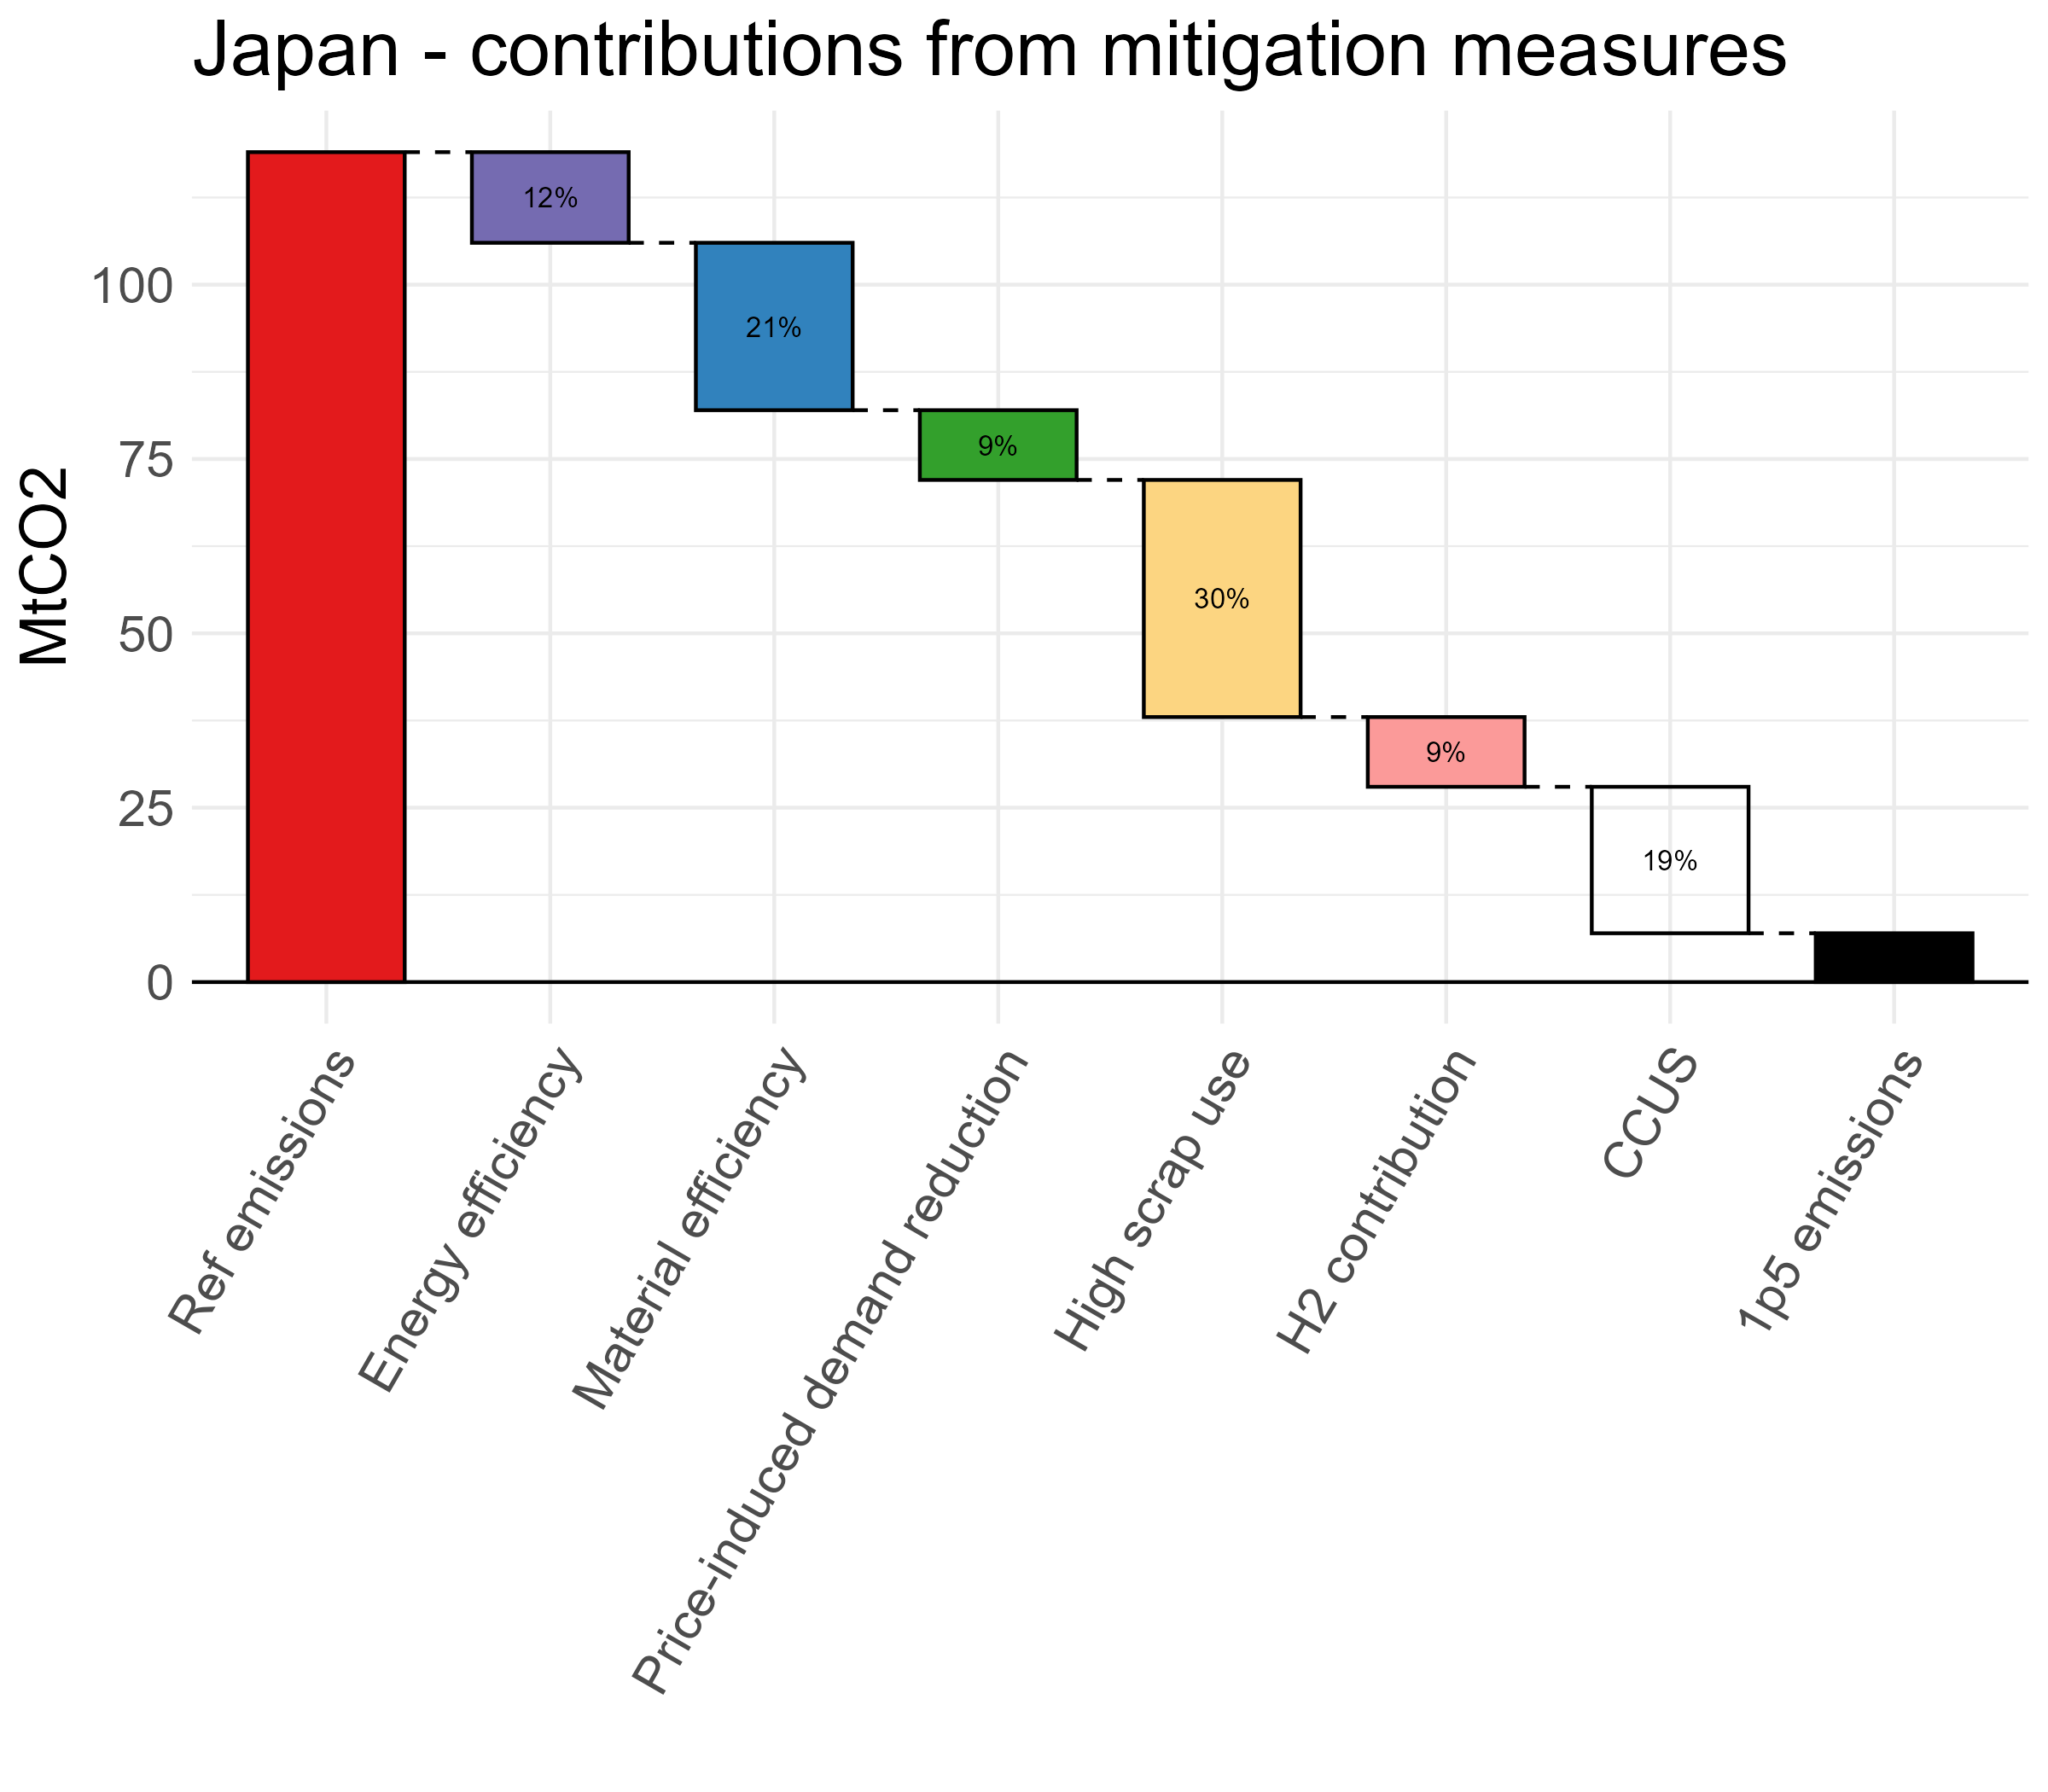 Japan - contributions from mitigation measures
MtCO2
100
75
50
25
0
12%
21%
9%
30%
9%
19%
Ref emissions
Energy efficiency
Material efficiency
Price-induced demand reduction
High scrap use
H2 contribution
CCUS
1p5 emissions